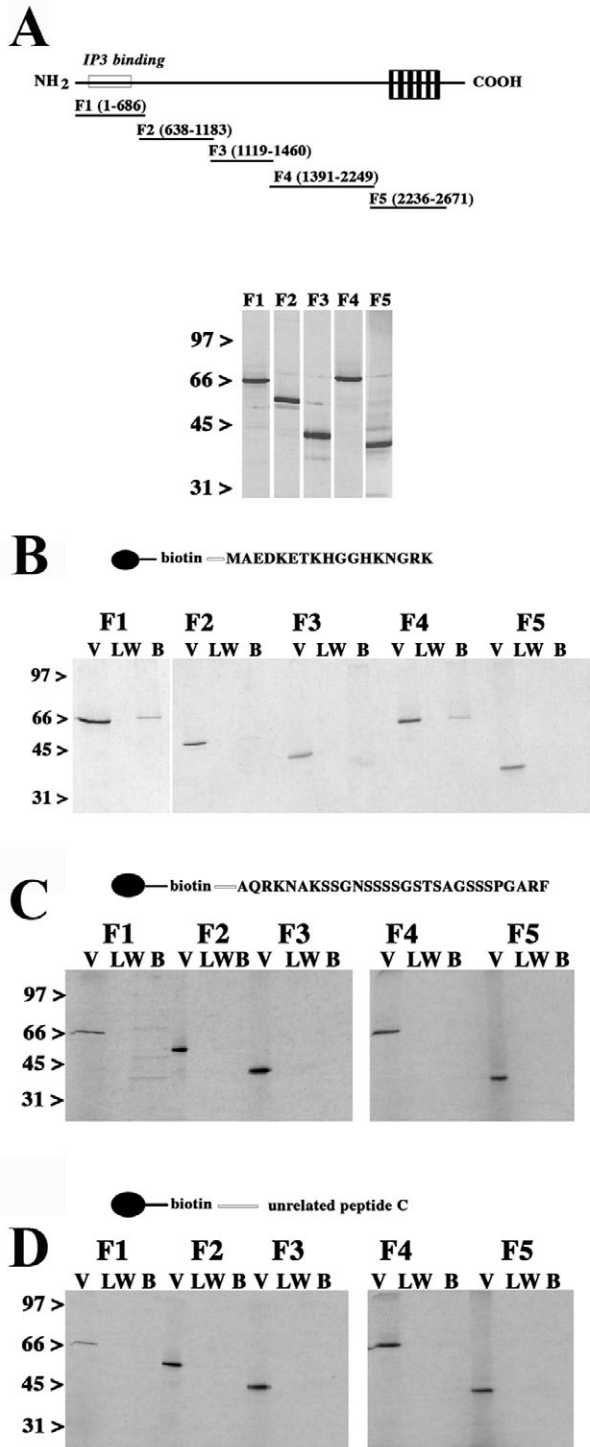 A
IP3 binding
NH2 COOH
F1 (1-686)
F2 (638-1183)
F3 (1119-1460)
F4 (1391-2249)
F5 (2236-2671)
F1 F2 F3 F4 F5
97 >
66 >
45 >
31 >
B
biotin MAEDKETKHGGHKNGRK
F1 F2 F3 F4 F5
V LW B V LW B V LW B V LW B V LW B
97 >
66 >
45 >
31 >
C
biotin AQRKNAKSSGNSSSSGSTSAGSSSPGARF
F1 F2 F3 F4 F5
V LW B V LWB V LW B V LW B V LW B
97 >
66 >
45 >
31 >
D
biotin unrelated peptide C
F1 F2 F3 F4 F5
V LW B V LW B V LW B V LW B V LW B
97 >
66 >
45 >
31 >